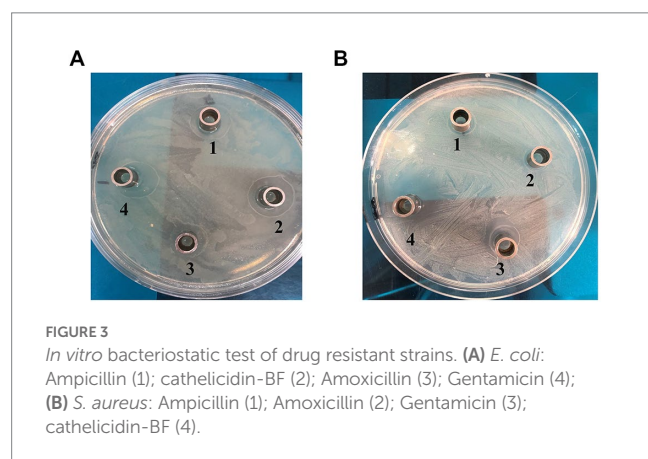 A
B
1
2
3
4
1
2
3
4
FIGURE 3
In vitro bacteriostatic test of drug resistant strains. (A) E. coli:
Ampicillin (1); cathelicidin-BF (2); Amoxicillin (3); Gentamicin (4);
(B) S. aureus: Ampicillin (1); Amoxicillin (2); Gentamicin (3);
cathelicidin-BF (4).